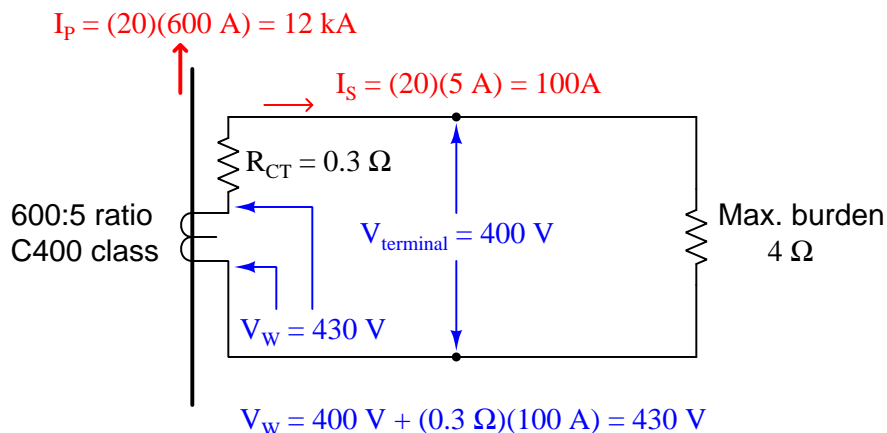 I_P = (20)(600 A) = 12 kA
I_S = (20)(5 A) = 100A
R_CT = 0.3 Ω
600:5 ratio
C400 class
V_terminal = 400 V
Max. burden
4 Ω
V_W = 430 V
V_W = 400 V + (0.3 Ω)(100 A) = 430 V